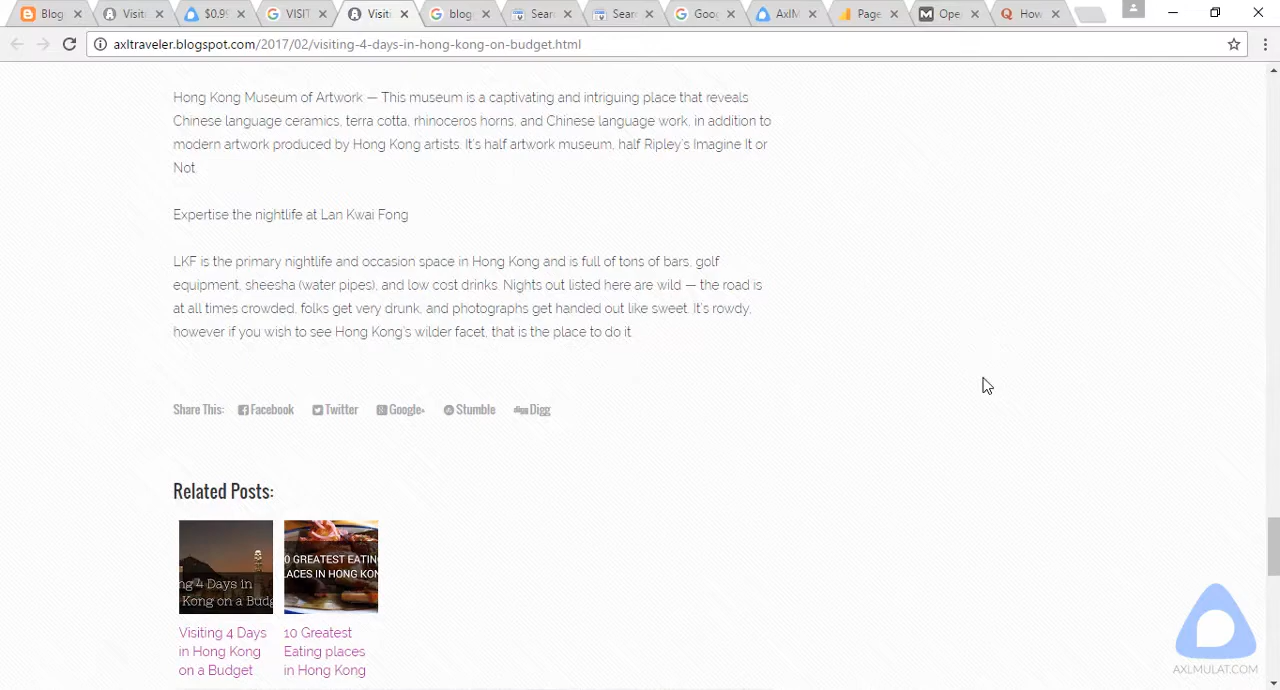 Blog
Visiti
$0.9
VISIT
Visiti
blog
Sear
Sear
Goog
AxlM
Page
Ope
How
axltraveler.blogspot.com/2017/02/visiting-4-days-in-hong-kong-on-budget.html
Hong Kong Museum of Artwork — This museum is a captivating and intriguing place that reveals
Chinese language ceramics, terra cotta, rhinoceros horns, and Chinese language work, in addition to
modern artwork produced by Hong Kong artists. It's half artwork museum, half Ripley's Imagine It or
Not.
Expertise the nightlife at Lan Kwai Fong
LKF is the primary nightlife and occasion space in Hong Kong and is full of tons of bars, golf
equipment, sheesha (water pipes), and low cost drinks. Nights out listed here are wild — the road is
at all times crowded, folks get very drunk, and photographs get handed out like sweet. It's rowdy,
however if you wish to see Hong Kong's wilder facet, that is the place to do it
Share This: Facebook Twitter Google+ Stumble Digg
Related Posts:
ng 4 Days in
Kong on a Budg
0 GREATEST EATIN
LACES IN HONG KON
Visiting 4 Days
in Hong Kong
on a Budget
10 Greatest
Eating places
in Hong Kong
AXLMULAT.COM